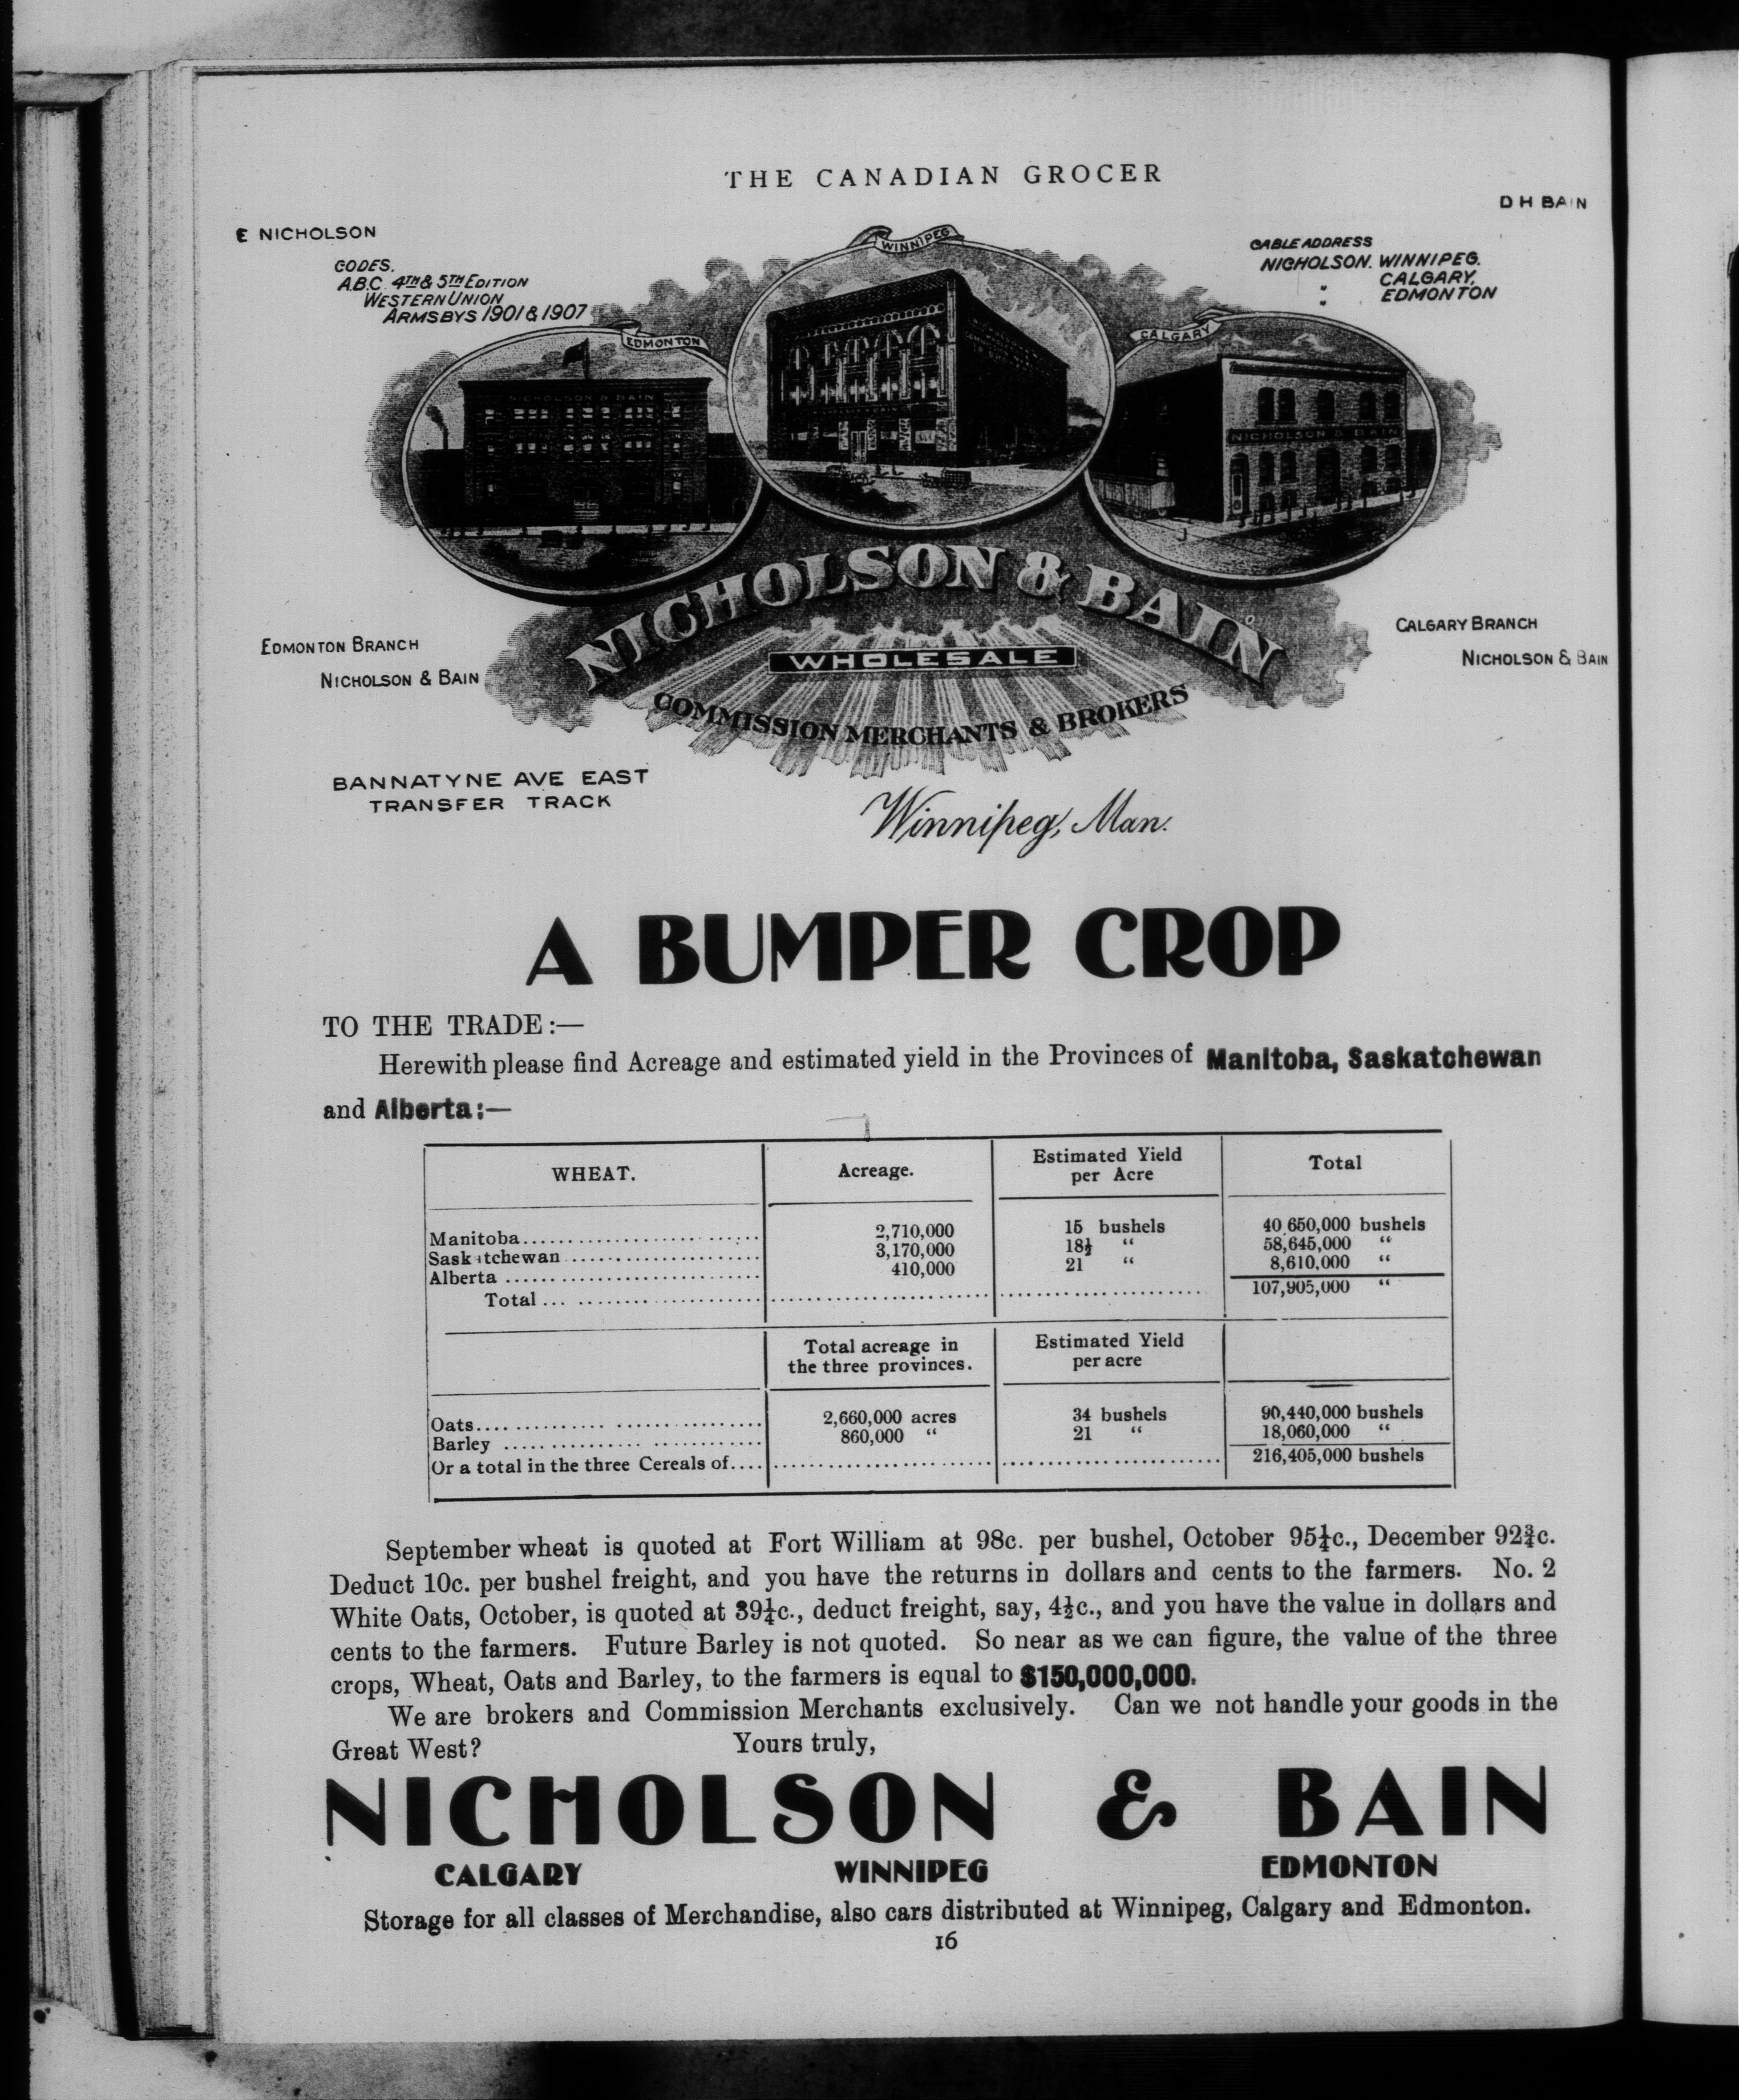 THE CANADIAN GROCER
D H BAIN
E NICHOLSON
CODES.
A.B.C. 4TH & 5TH EDITION
WESTERN UNION
ARMSBYS 1901 & 1907
CABLE ADDRESS
NICHOLSON. WINNIPEG.
" CALGARY,
" EDMONTON
WINNIPEG
EDMONTON
CALGARY
NICHOLSON & BAIN
NICHOLSON & BAIN
NICHOLSON & BAIN
WHOLESALE
COMMISSION MERCHANTS & BROKERS
EDMONTON BRANCH
NICHOLSON & BAIN
CALGARY BRANCH
NICHOLSON & BAIN
BANNATYNE AVE EAST
TRANSFER TRACK
Winnipeg, Man.
A BUMPER CROP
TO THE TRADE:—
Herewith please find Acreage and estimated yield in the Provinces of Manitoba, Saskatchewan
and Alberta:—
WHEAT. Acreage. Estimated Yield per Acre Total
Manitoba 2,710,000 15 bushels 40 650,000 bushels
Sask tchewan 3,170,000 18½ " 58,645,000 "
Alberta 410,000 21 " 8,610,000 "
Total 107,905,000 "
Total acreage in the three provinces. Estimated Yield per acre
Oats 2,660,000 acres 34 bushels 90,440,000 bushels
Barley 860,000 " 21 " 18,060,000 "
Or a total in the three Cereals of 216,405,000 bushels
September wheat is quoted at Fort William at 98c. per bushel, October 95¼c., December 92¾c.
Deduct 10c. per bushel freight, and you have the returns in dollars and cents to the farmers. No. 2
White Oats, October, is quoted at 39¼c., deduct freight, say, 4½c., and you have the value in dollars and
cents to the farmers. Future Barley is not quoted. So near as we can figure, the value of the three
crops, Wheat, Oats and Barley, to the farmers is equal to $150,000,000.
We are brokers and Commission Merchants exclusively. Can we not handle your goods in the
Great West? Yours truly,
NICHOLSON & BAIN
CALGARY WINNIPEG EDMONTON
Storage for all classes of Merchandise, also cars distributed at Winnipeg, Calgary and Edmonton.
16